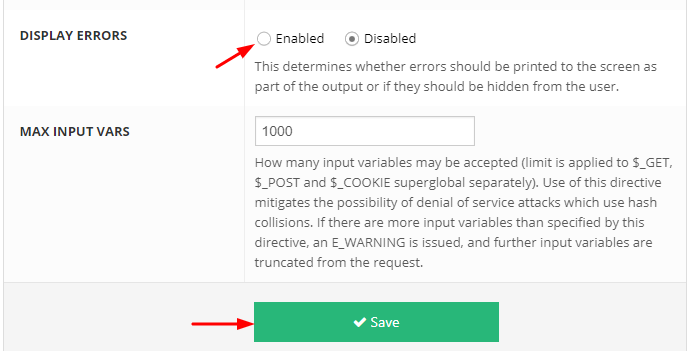 DISPLAY ERRORS
Enabled Disabled
This determines whether errors should be printed to the screen as
part of the output or if they should be hidden from the user.
MAX INPUT VARS
1000
How many input variables may be accepted (limit is applied to $_GET,
$_POST and $_COOKIE superglobal separately). Use of this directive
mitigates the possibility of denial of service attacks which use hash
collisions. If there are more input variables than specified by this
directive, an E_WARNING is issued, and further input variables are
truncated from the request.
Save